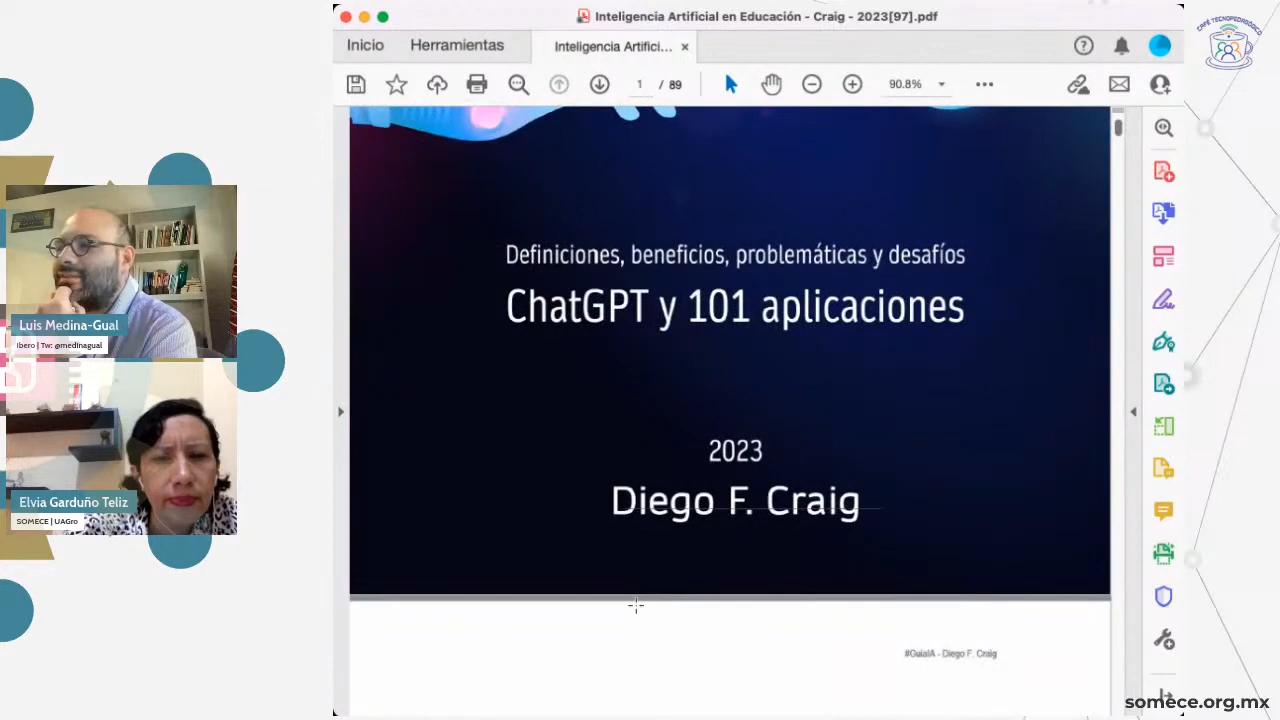 Inteligencia Artificial en Educación - Craig - 2023[97].pdf
Inicio
Herramientas
Inteligencia Artifici...
1 / 89
90.8%
Definiciones, beneficios, problemáticas y desafíos
ChatGPT y 101 aplicaciones
2023
Diego F. Craig
#GuiaIA - Diego F. Craig
Luis Medina-Gual
Ibero | Tw: @medinagual
Elvia Garduño Teliz
SOMECE | UAGro
CAFÉ TECNOPEDAGÓGICO
somece.org.mx